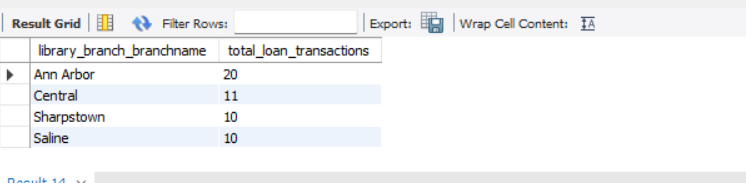 Result Grid Filter Rows: Export: Wrap Cell Content: IA
library_branch_branchname total_loan_transactions
Ann Arbor 20
Central 11
Sharpstown 10
Saline 10
Result 14